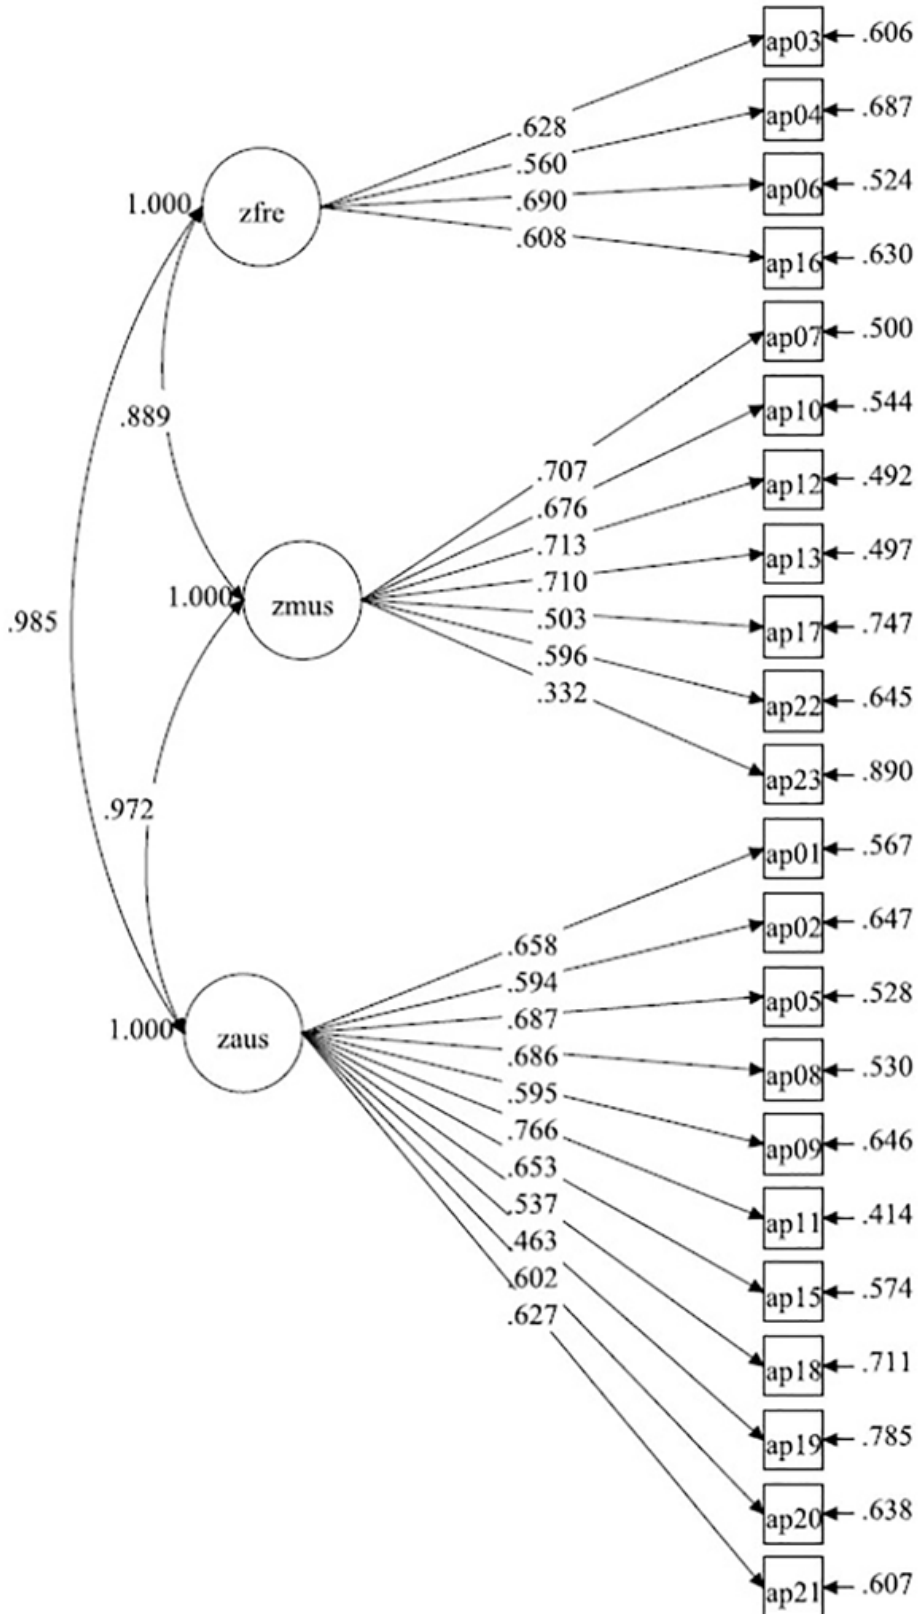 ap03 .606
.628
ap04 .687
.560
1.000 zfre
.690
ap06 .524
.608
ap16 .630
ap07 .500
.889
ap10 .544
.707
ap12 .492
.676
.713
ap13 .497
.710
1.000 zmus
.503
ap17 .747
.985
.596
ap22 .645
.332
ap23 .890
.972
ap01 .567
.658
ap02 .647
.594
ap05 .528
.687
1.000 zaus
.686
ap08 .530
.595
ap09 .646
.766
.653
ap11 .414
.537
.463
ap15 .574
.602
.627
ap18 .711
ap19 .785
ap20 .638
ap21 .607